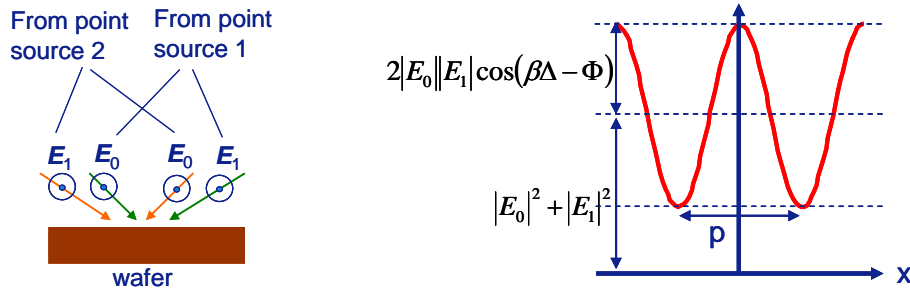 From point
source 2
From point
source 1
E₁ E₀ E₀ E₁
wafer
2|E₀||E₁|cos(βΔ − Φ)
|E₀|² + |E₁|²
p
x